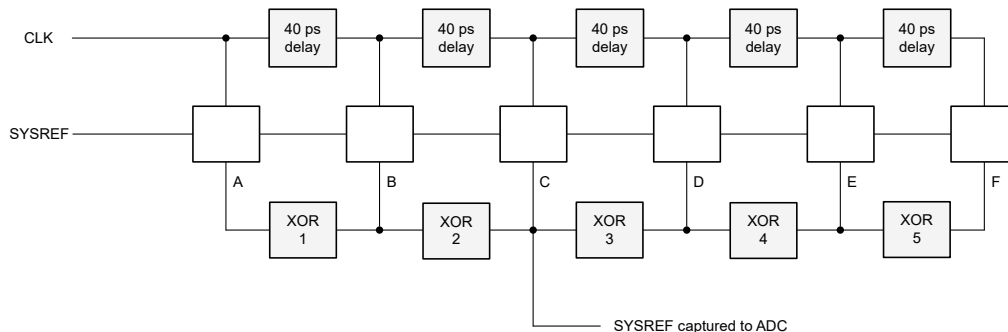 CLK
40 ps
delay
40 ps
delay
40 ps
delay
40 ps
delay
40 ps
delay
SYSREF
A
B
C
D
E
F
XOR
1
XOR
2
XOR
3
XOR
4
XOR
5
SYSREF captured to ADC